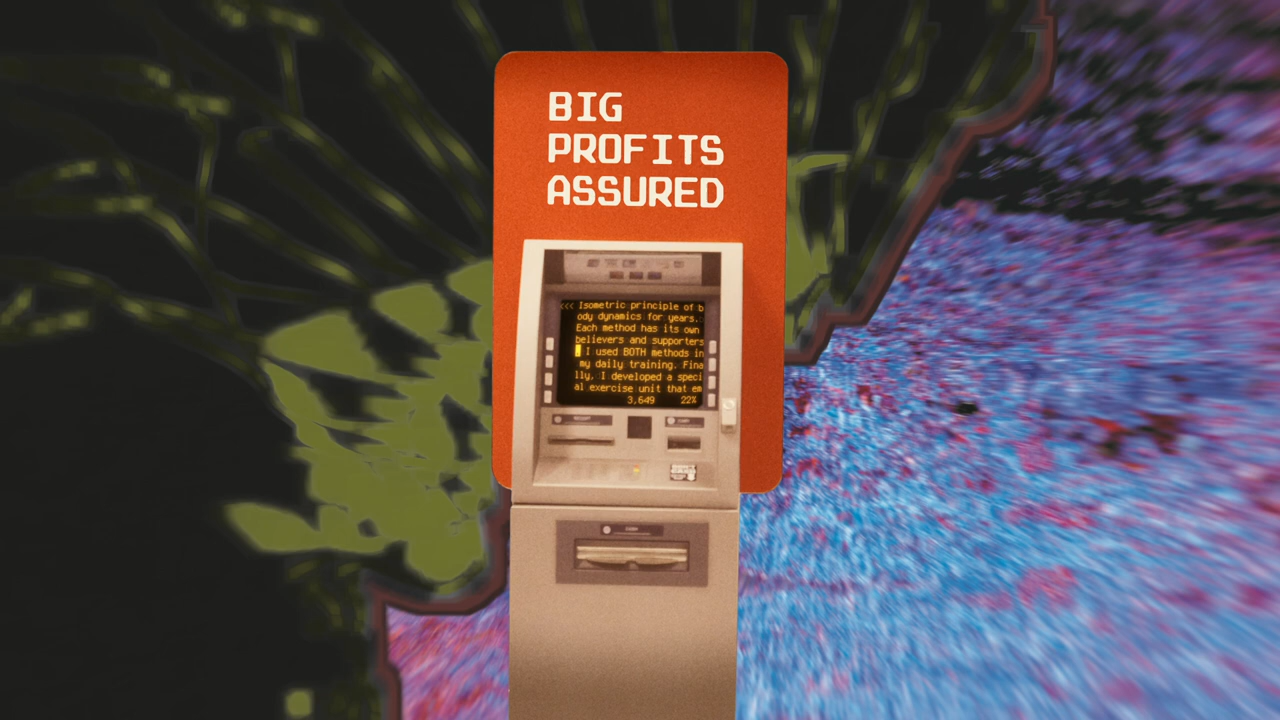 BIG
PROFITS
ASSURED
<<< Isometric principle of b
ody dynamics for years.
Each method has its own
believers and supporters
I used BOTH methods in
my daily training. Fina
lly, I developed a speci
al exercise unit that em
3,649 22%